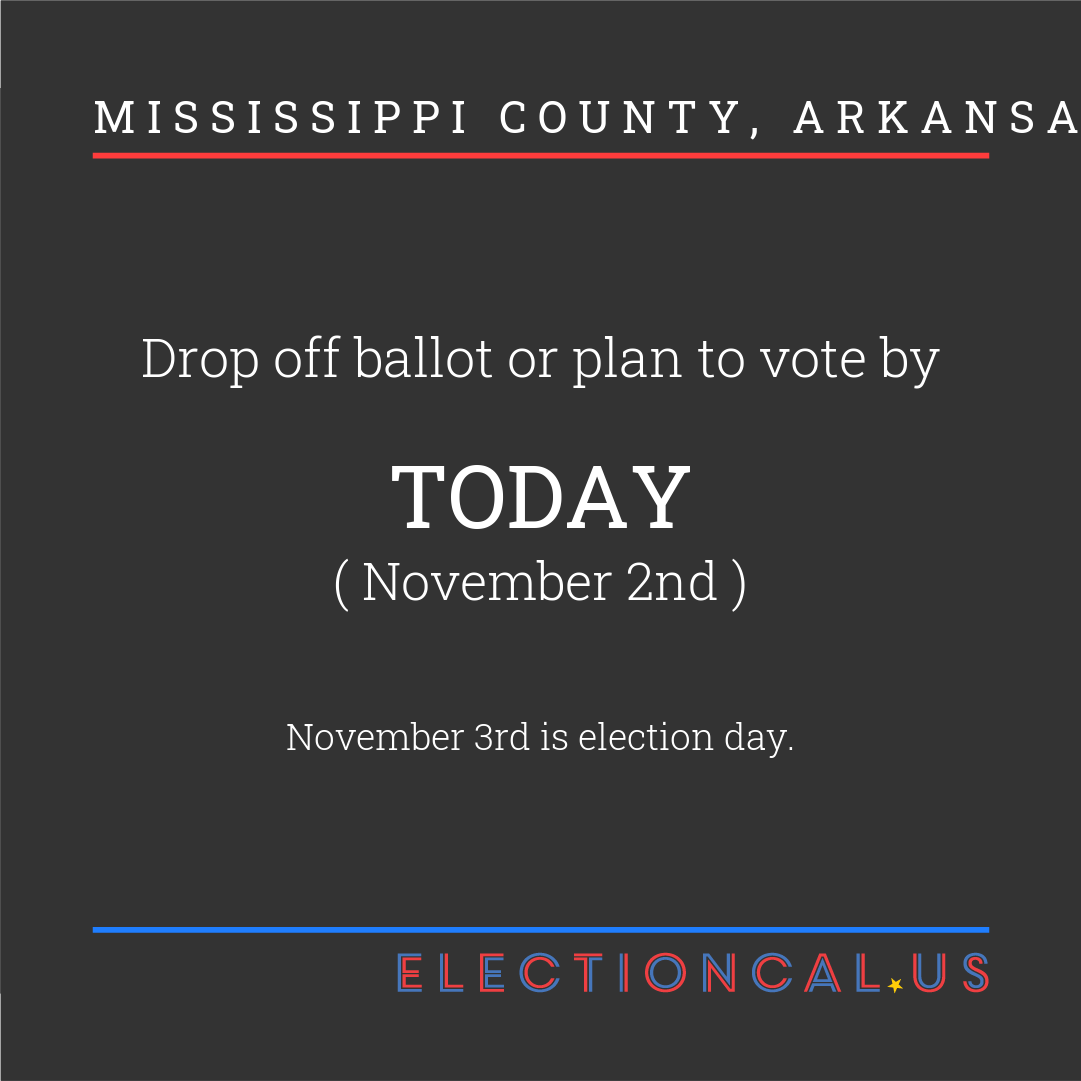 MISSISSIPPI COUNTY, ARKANSA
Drop off ballot or plan to vote by
TODAY
( November 2nd )
November 3rd is election day.
ELECTIONCAL.US